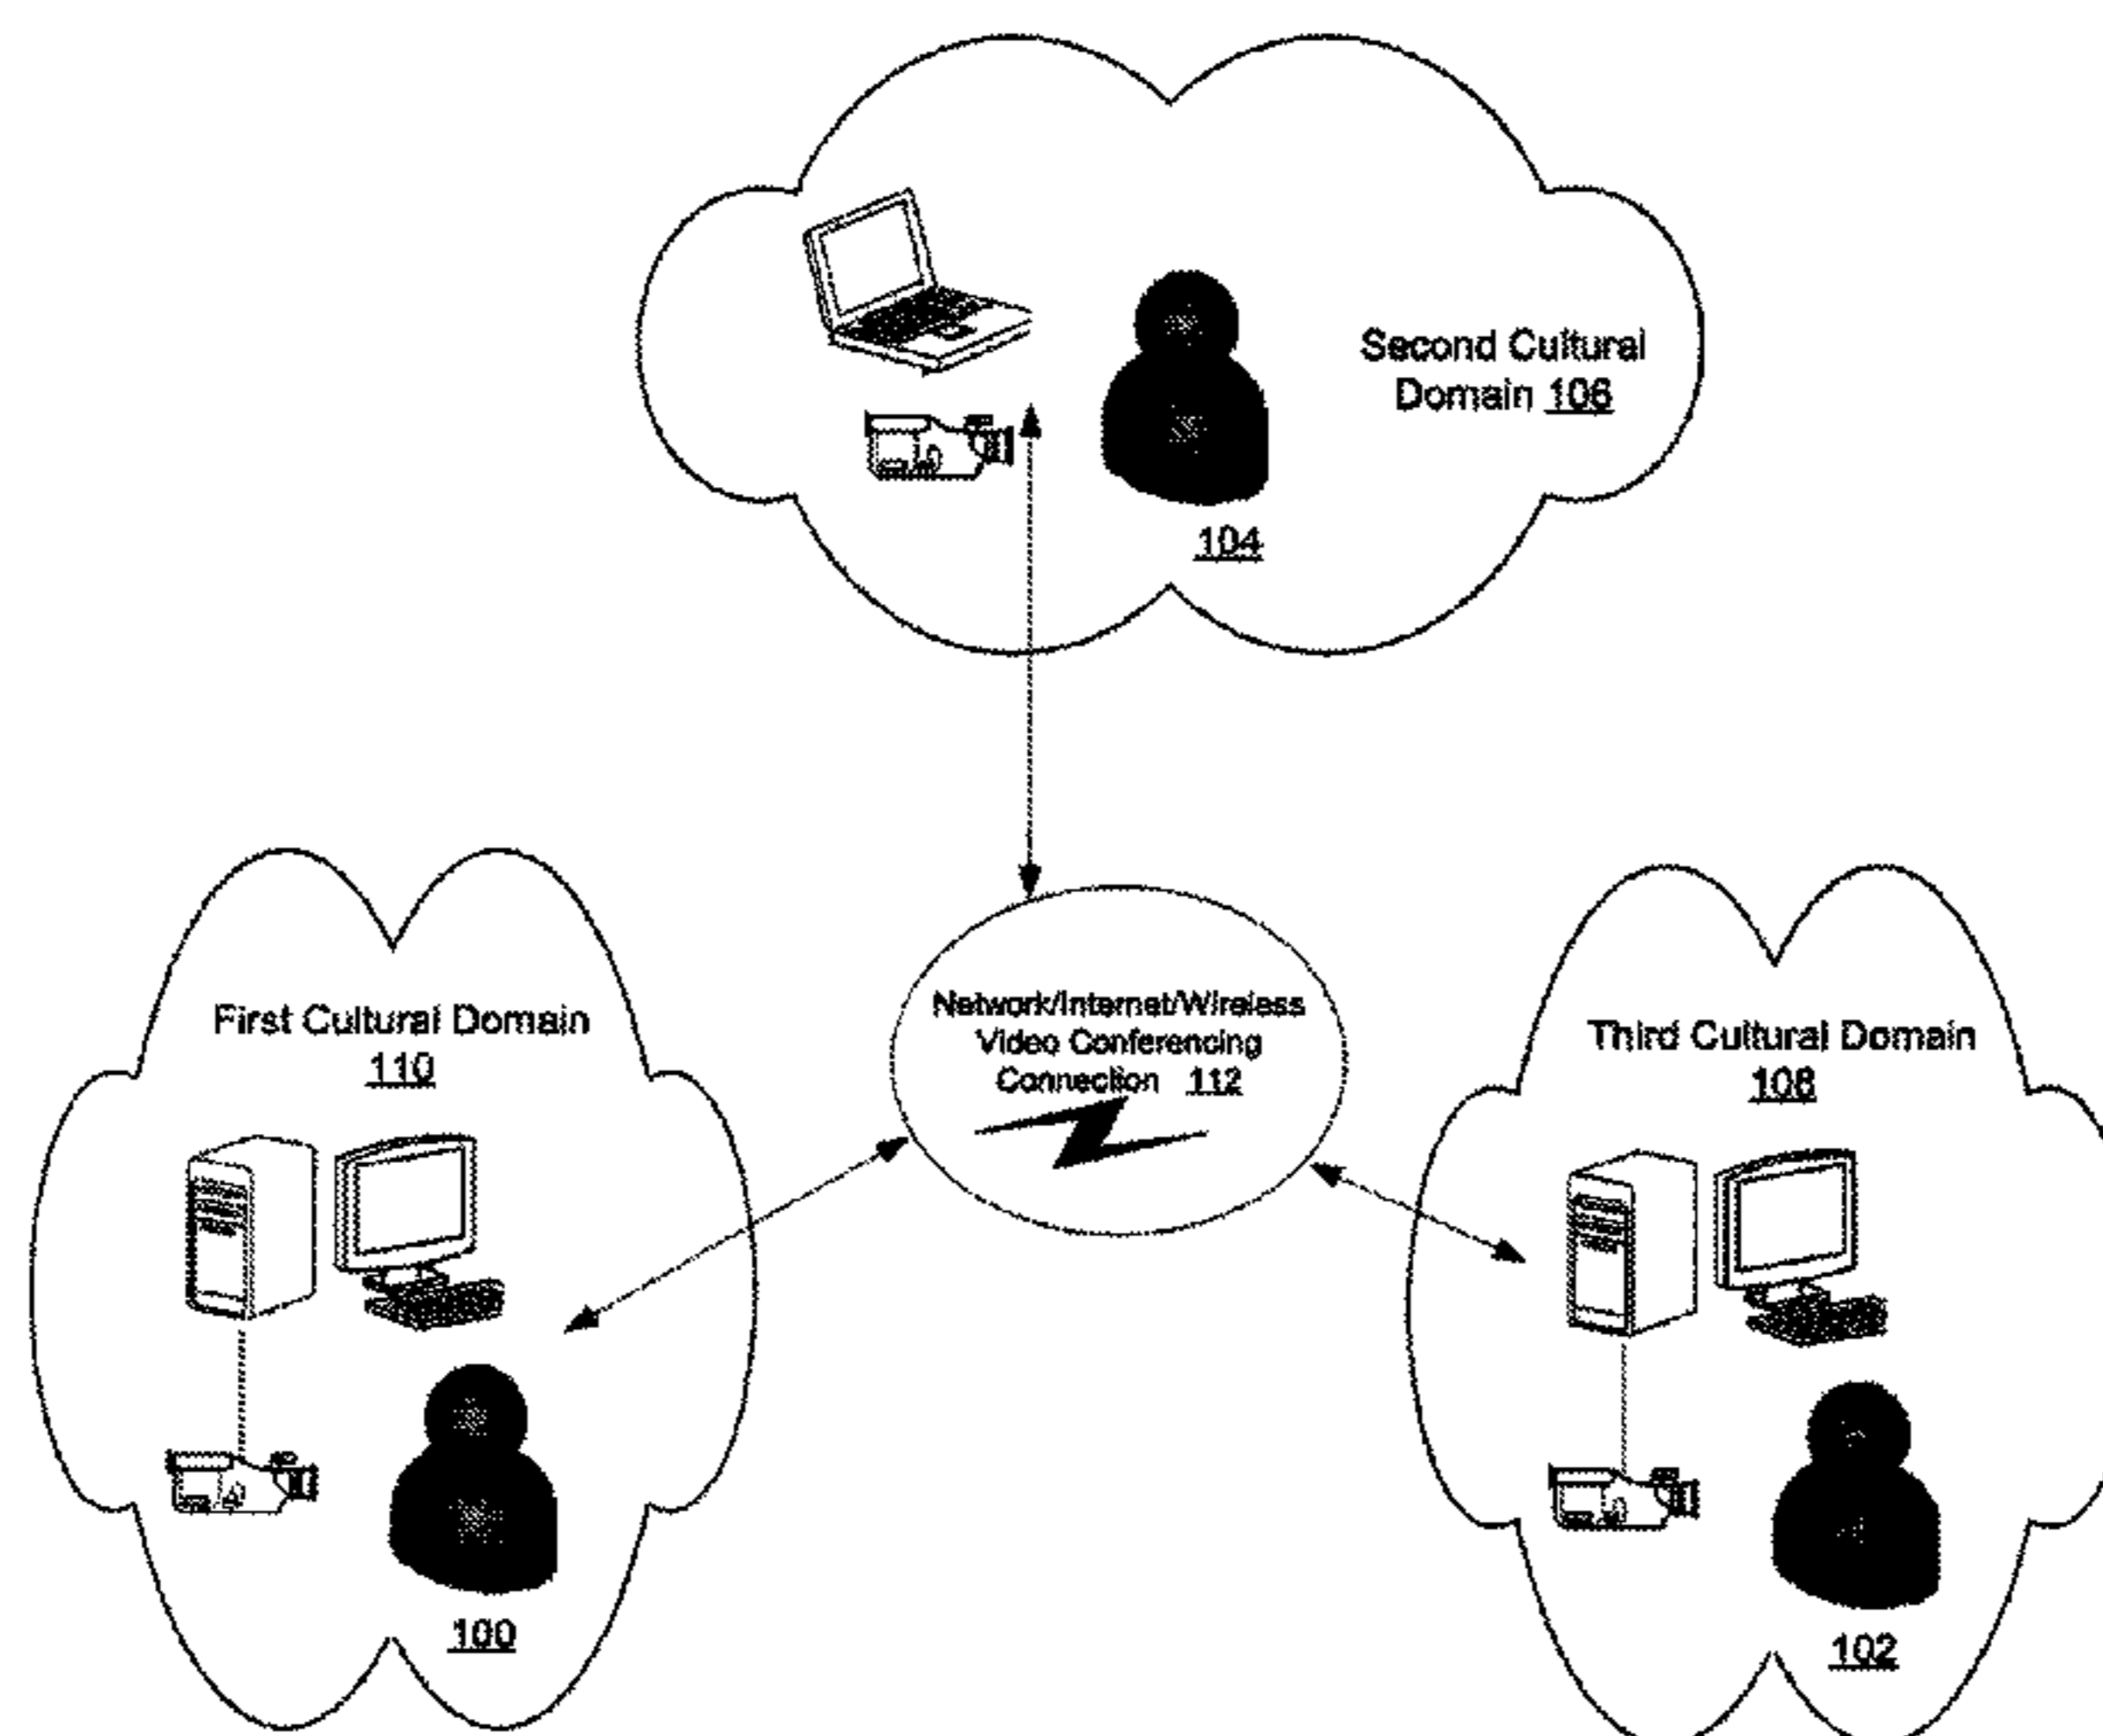 Second Cultural
Domain 106
104
Network/Internet/Wireless
Video Conferencing
Connection 112
First Cultural Domain
110
Third Cultural Domain
108
100
102